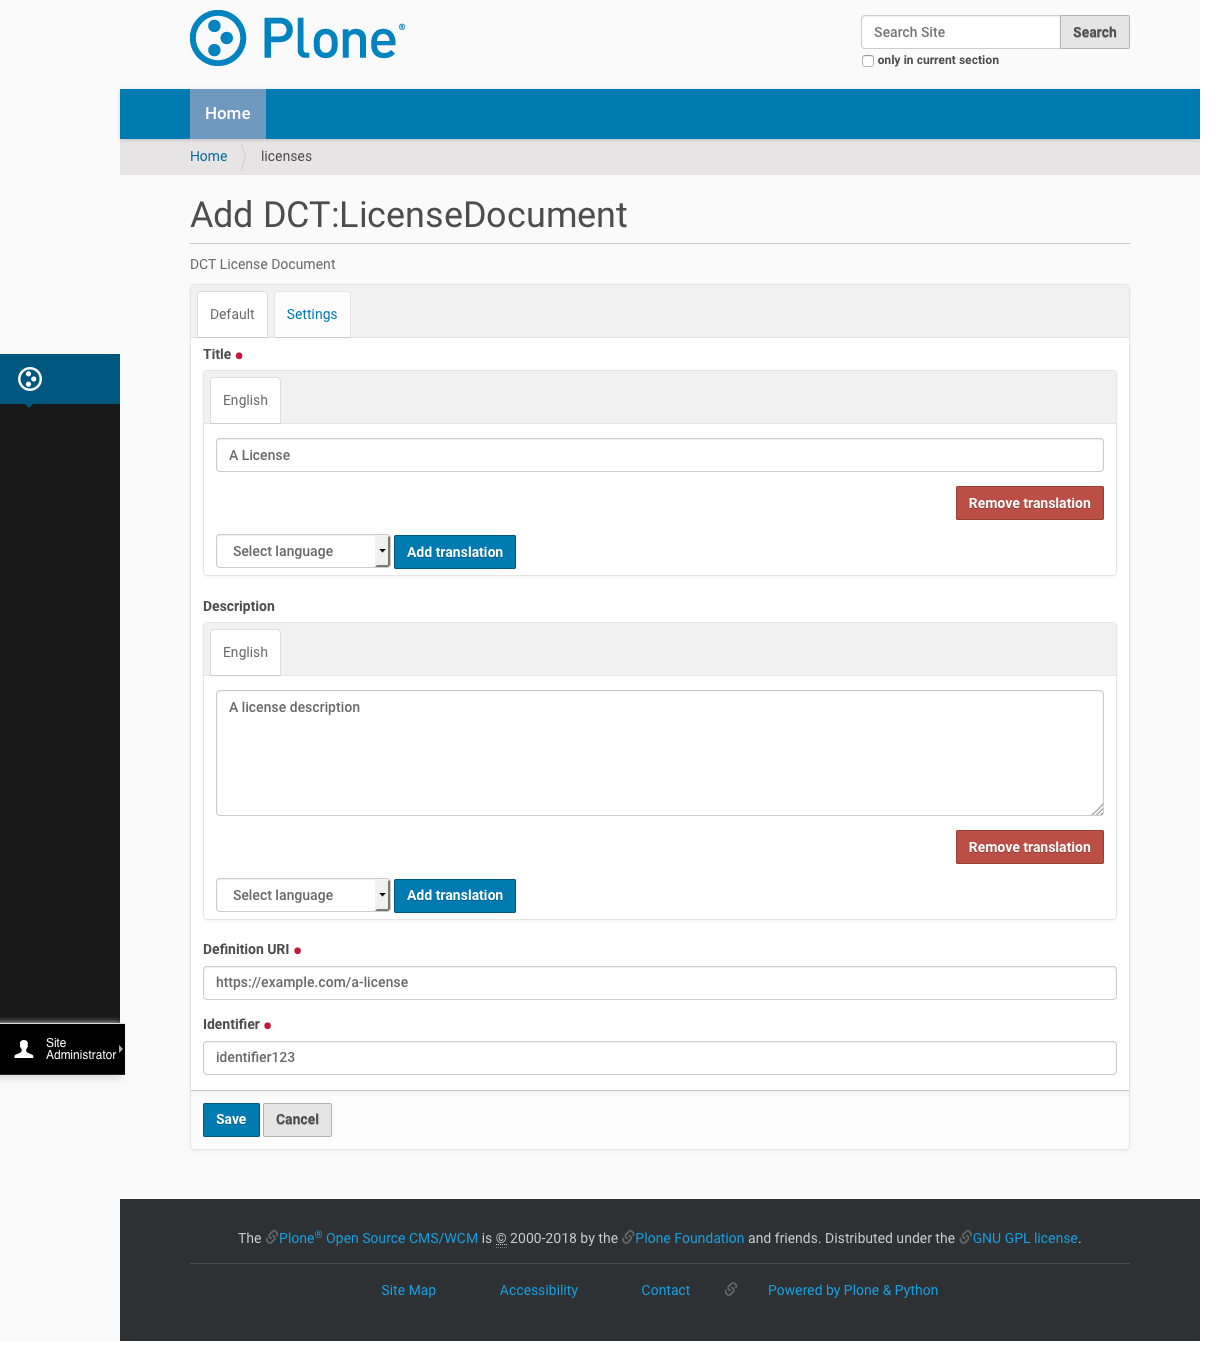 Plone®
Search Site
Search
only in current section
Home
Home
licenses
Add DCT:LicenseDocument
DCT License Document
Default
Settings
Title
English
A License
Remove translation
Select language
Add translation
Description
English
A license description
Remove translation
Select language
Add translation
Definition URI
https://example.com/a-license
Identifier
identifier123
Site
Administrator
Save
Cancel
The Plone® Open Source CMS/WCM is © 2000-2018 by the Plone Foundation and friends. Distributed under the GNU GPL license.
Site Map
Accessibility
Contact
Powered by Plone & Python